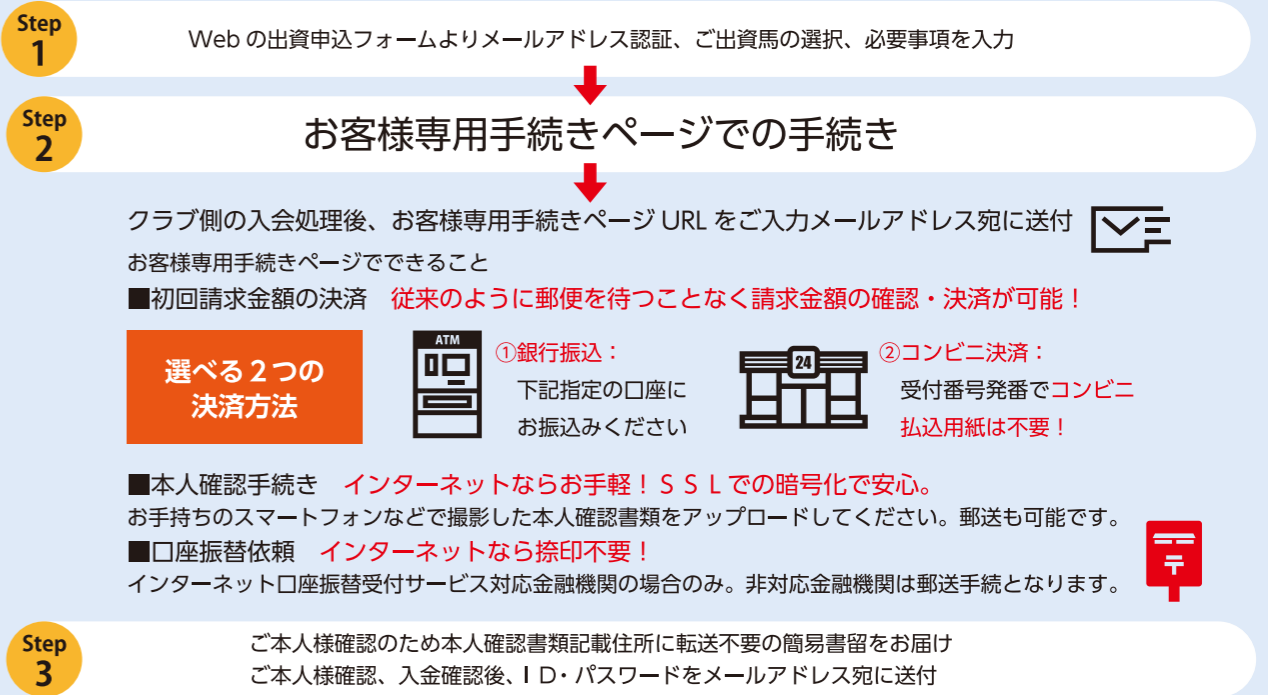 Step
1
Webの出資申込フォームよりメールアドレス認証、ご出資馬の選択、必要事項を入力
Step
2
お客様専用手続きページでの手続き
クラブ側の入会処理後、お客様専用手続きページURLをご入力メールアドレス宛に送付
お客様専用手続きページでできること
■初回請求金額の決済 従来のように郵便を待つことなく請求金額の確認・決済が可能！
選べる２つの
決済方法
ATM
①銀行振込：
下記指定の口座に
お振込みください
24
②コンビニ決済：
受付番号発番でコンビニ
払込用紙は不要！
■本人確認手続き インターネットならお手軽！ＳＳＬでの暗号化で安心。
お手持ちのスマートフォンなどで撮影した本人確認書類をアップロードしてください。郵送も可能です。
■口座振替依頼 インターネットなら捺印不要！
インターネット口座振替受付サービス対応金融機関の場合のみ。非対応金融機関は郵送手続となります。
〒
Step
3
ご本人様確認のため本人確認書類記載住所に転送不要の簡易書留をお届け
ご本人様確認、入金確認後、ＩＤ・パスワードをメールアドレス宛に送付